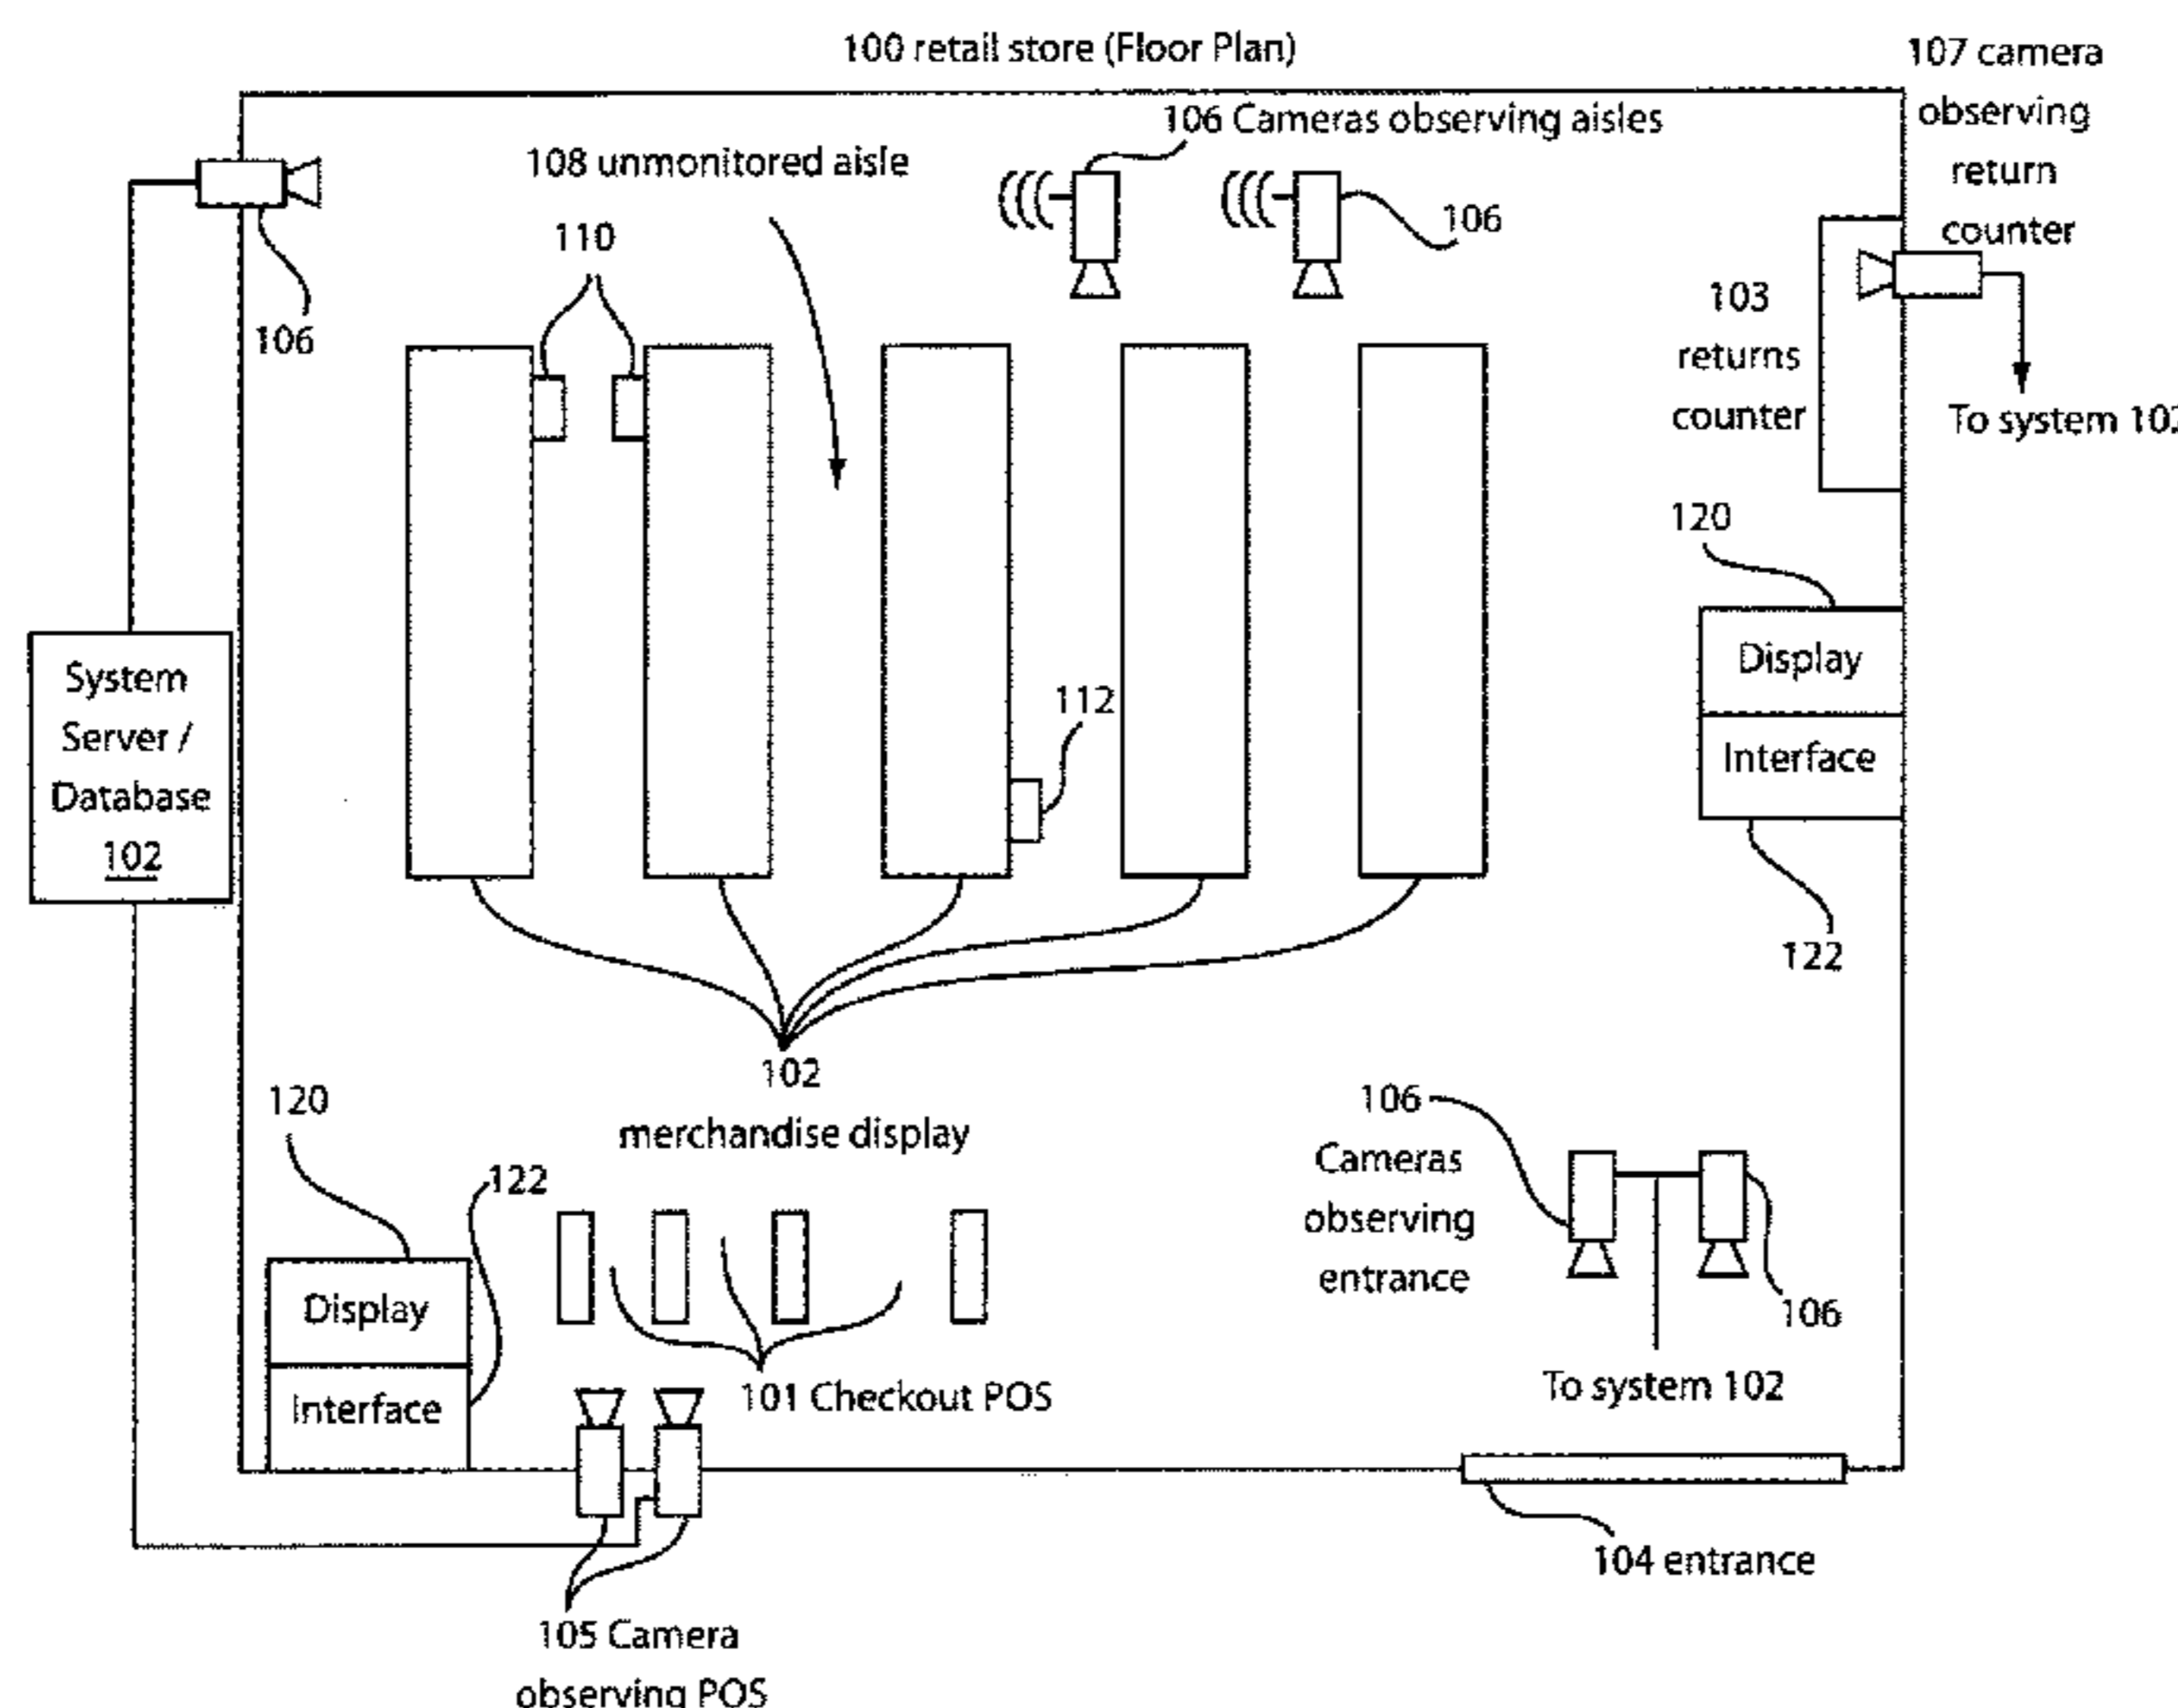 100 retail store (Floor Plan)
107 camera
observing
return
counter
106 Cameras observing aisles
108 unmonitored aisle
110
106
106
103
returns
counter
To system 102
120
Display
Interface
122
System
Server /
Database
102
112
102
merchandise display
120
122
Display
Interface
101 Checkout POS
106
Cameras
observing
entrance
106
To system 102
104 entrance
105 Camera
observing POS